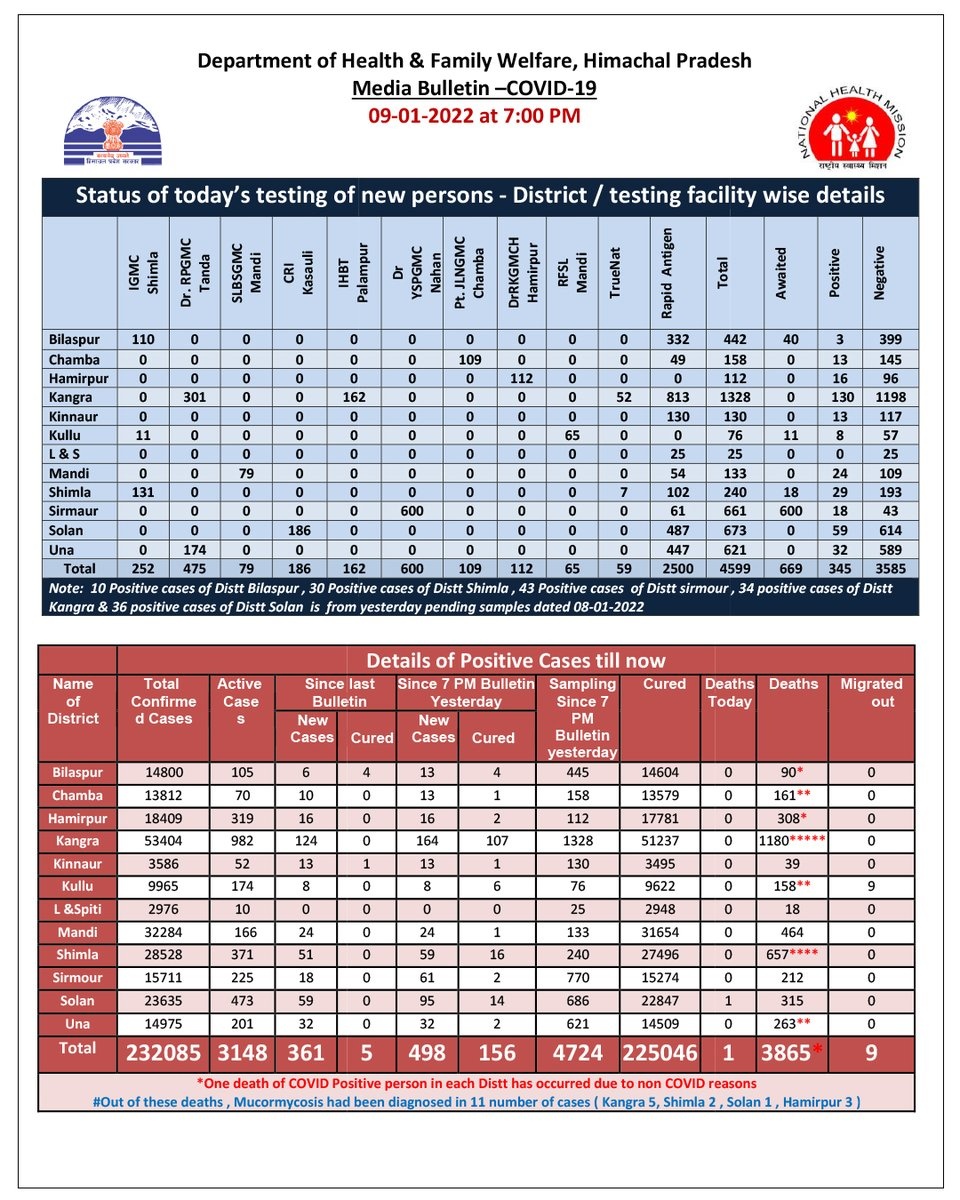 Department of Health & Family Welfare, Himachal Pradesh
Media Bulletin –COVID-19
09-01-2022 at 7:00 PM
हिमाचल प्रदेश सरकार
NATIONAL HEALTH MISSION
राष्ट्रीय स्वास्थ्य मिशन
Status of today's testing of new persons - District / testing facility wise details
IGMC Shimla Dr. RPGMC Tanda SLBSGMC Mandi CRI Kasauli IHBT Palampur Dr YSPGMC Nahan Pt. JLNGMC Chamba DrRKGMCH Hamirpur RFSL Mandi TrueNat Rapid Antigen Total Awaited Positive Negative
Bilaspur 110 0 0 0 0 0 0 0 0 0 332 442 40 3 399
Chamba 0 0 0 0 0 0 109 0 0 0 49 158 0 13 145
Hamirpur 0 0 0 0 0 0 0 112 0 0 0 112 0 16 96
Kangra 0 301 0 0 162 0 0 0 0 52 813 1328 0 130 1198
Kinnaur 0 0 0 0 0 0 0 0 0 0 130 130 0 13 117
Kullu 11 0 0 0 0 0 0 0 65 0 0 76 11 8 57
L & S 0 0 0 0 0 0 0 0 0 0 25 25 0 0 25
Mandi 0 0 79 0 0 0 0 0 0 0 54 133 0 24 109
Shimla 131 0 0 0 0 0 0 0 0 7 102 240 18 29 193
Sirmaur 0 0 0 0 0 600 0 0 0 0 61 661 600 18 43
Solan 0 0 0 186 0 0 0 0 0 0 487 673 0 59 614
Una 0 174 0 0 0 0 0 0 0 0 447 621 0 32 589
Total 252 475 79 186 162 600 109 112 65 59 2500 4599 669 345 3585
Note: 10 Positive cases of Distt Bilaspur , 30 Positive cases of Distt Shimla , 43 Positive cases of Distt sirmour , 34 positive cases of Distt
Kangra & 36 positive cases of Distt Solan is from yesterday pending samples dated 08-01-2022
Details of Positive Cases till now
Name of District Total Confirme d Cases Active Case s Since last Bulletin Since 7 PM Bulletin Yesterday Sampling Since 7 PM Bulletin yesterday Cured Deaths Today Deaths Migrated out
New Cases Cured New Cases Cured
Bilaspur 14800 105 6 4 13 4 445 14604 0 90* 0
Chamba 13812 70 10 0 13 1 158 13579 0 161** 0
Hamirpur 18409 319 16 0 16 2 112 17781 0 308* 0
Kangra 53404 982 124 0 164 107 1328 51237 0 1180***** 0
Kinnaur 3586 52 13 1 13 1 130 3495 0 39 0
Kullu 9965 174 8 0 8 6 76 9622 0 158** 9
L &Spiti 2976 10 0 0 0 0 25 2948 0 18 0
Mandi 32284 166 24 0 24 1 133 31654 0 464 0
Shimla 28528 371 51 0 59 16 240 27496 0 657**** 0
Sirmour 15711 225 18 0 61 2 770 15274 0 212 0
Solan 23635 473 59 0 95 14 686 22847 1 315 0
Una 14975 201 32 0 32 2 621 14509 0 263** 0
Total 232085 3148 361 5 498 156 4724 225046 1 3865* 9
*One death of COVID Positive person in each Distt has occurred due to non COVID reasons
#Out of these deaths , Mucormycosis had been diagnosed in 11 number of cases ( Kangra 5, Shimla 2 , Solan 1 , Hamirpur 3 )